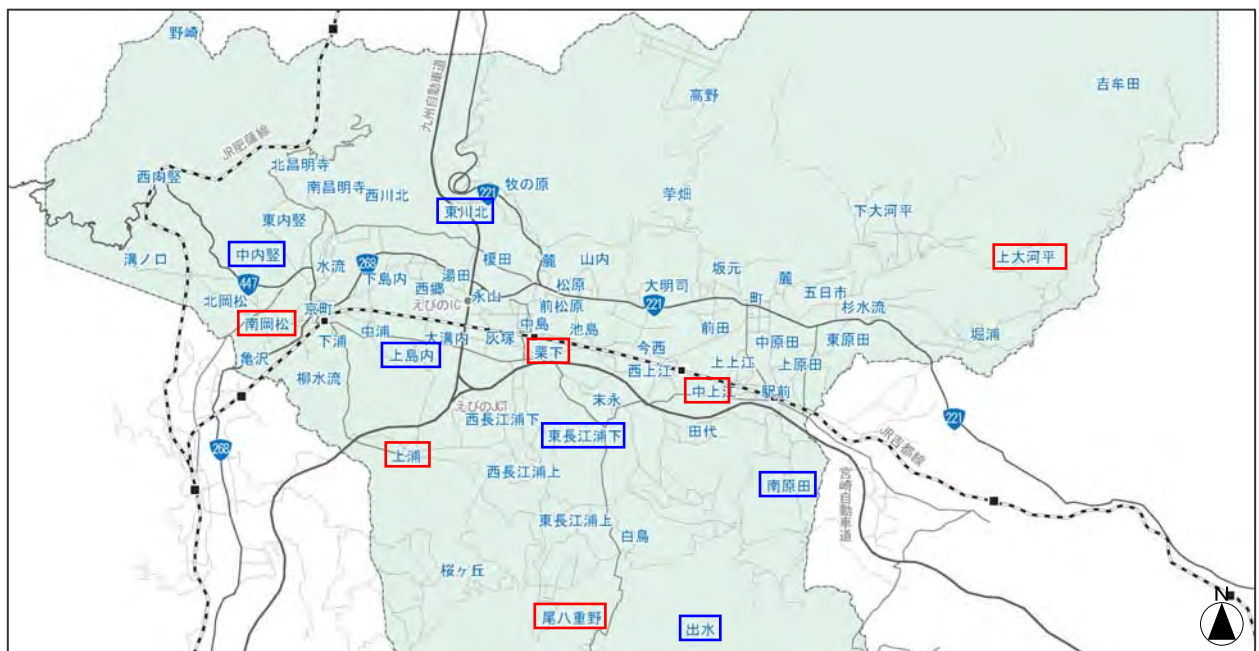 野崎
九州自動車道
吉牟田
高野
JR肥薩線
北昌明寺
西内竪
南昌明寺
西川北
221
牧の原
苧畑
東川北
下大河平
東内竪
中内竪
溝ノ口
水流
268
榎田
麓
山内
坂元
麓
上大河平
447
下島内
湯田
西郷
松原
大明司
五日市
北岡松
えびのIC
永山
前松原
221
町
杉水流
京町
南岡松
中浦
中島
池島
前田
中原田
東原田
堀浦
下浦
大溝内
灰塚
今西
亀沢
上島内
栗下
上上江
上原田
西上江
柳水流
中上江
駅前
えびのJCT
末永
西長江浦下
221
東長江浦下
田代
JR吉都線
268
上浦
西長江浦上
南原田
宮崎自動車道
東長江浦上
白鳥
桜ヶ丘
尾八重野
出水
N